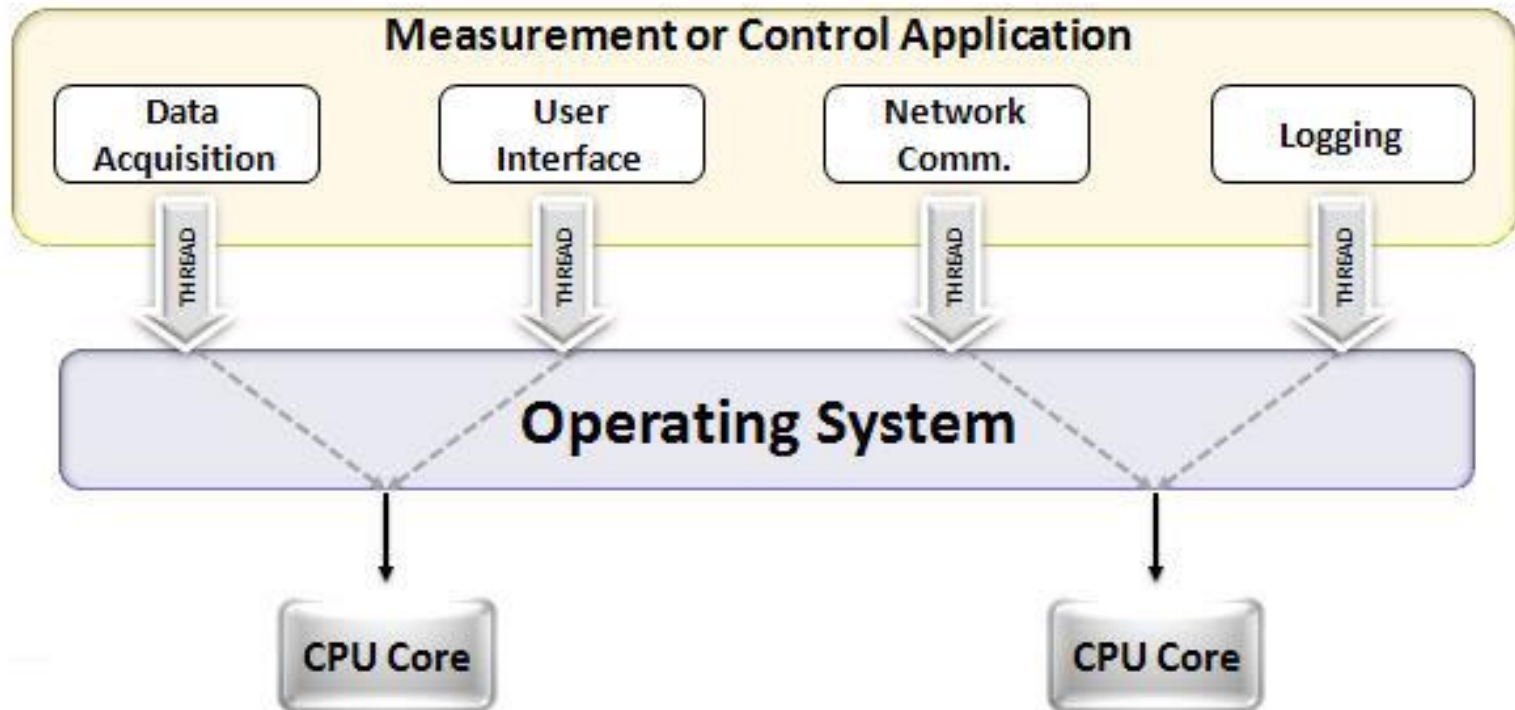 Measurement or Control Application
Data
Acquisition
User
Interface
Network
Comm.
Logging
THREAD
THREAD
THREAD
THREAD
Operating System
CPU Core
CPU Core